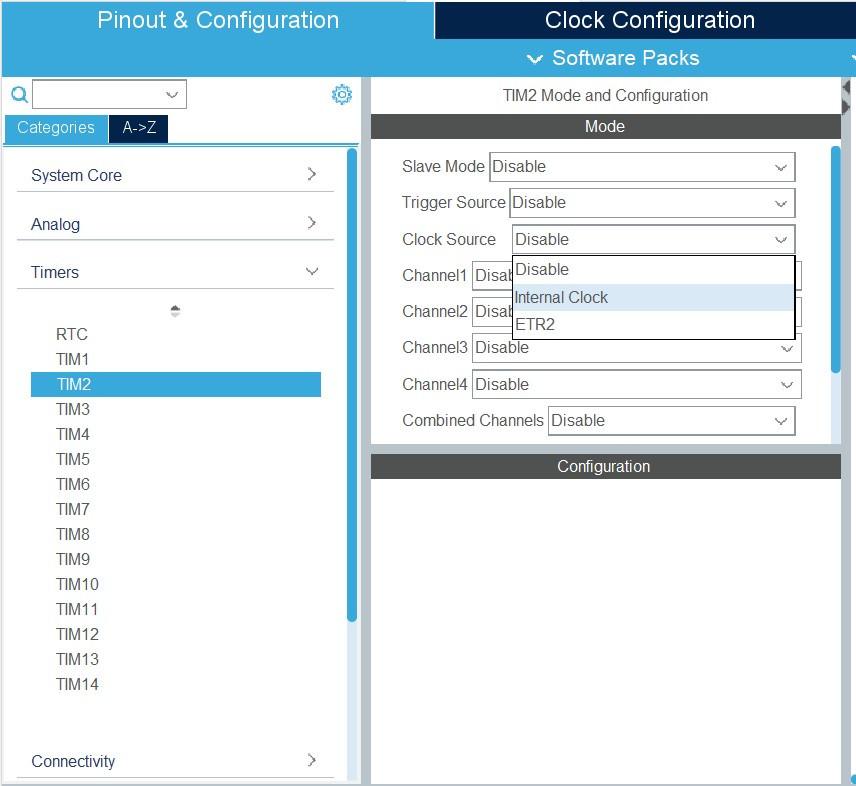 Pinout & Configuration
Clock Configuration
Software Packs
Categories
A->Z
System Core
Analog
Timers
RTC
TIM1
TIM2
TIM3
TIM4
TIM5
TIM6
TIM7
TIM8
TIM9
TIM10
TIM11
TIM12
TIM13
TIM14
Connectivity
TIM2 Mode and Configuration
Mode
Slave Mode Disable
Trigger Source Disable
Clock Source Disable
Disable
Internal Clock
ETR2
Channel1
Channel2
Channel3 Disable
Channel4 Disable
Combined Channels Disable
Configuration